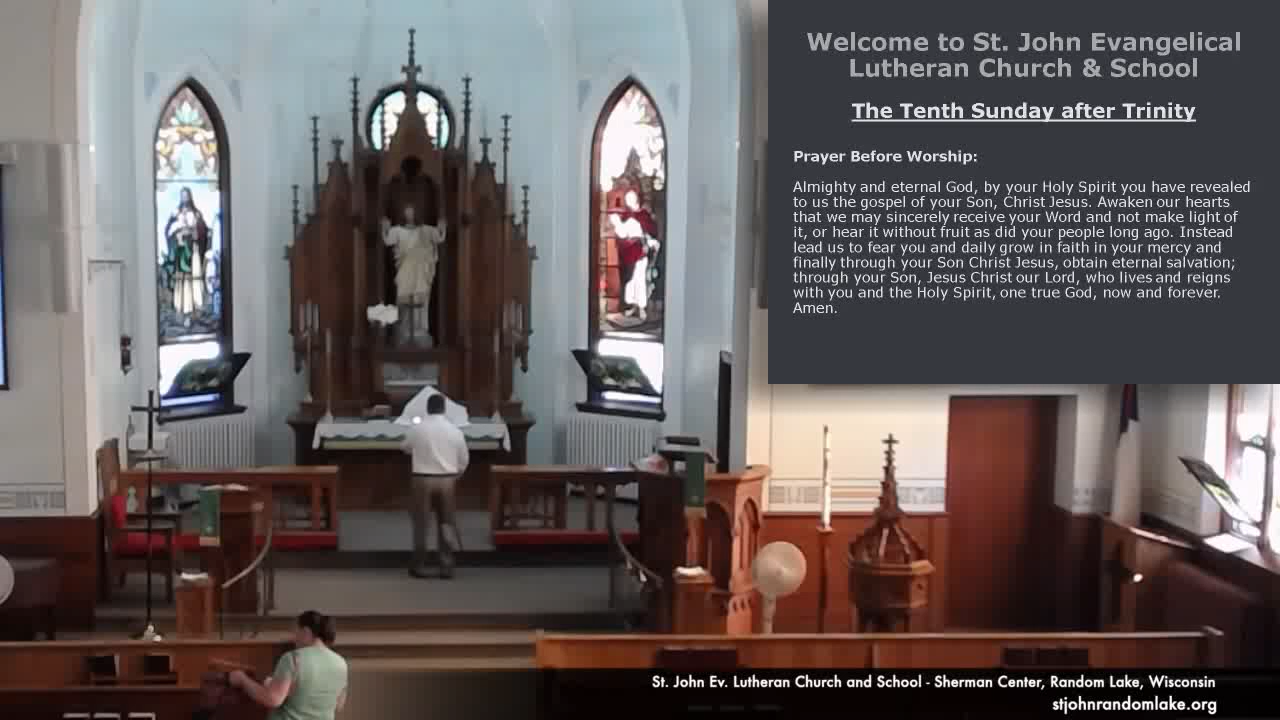 Welcome to St. John Evangelical
Lutheran Church & School
The Tenth Sunday after Trinity
Prayer Before Worship:
Almighty and eternal God, by your Holy Spirit you have revealed
to us the gospel of your Son, Christ Jesus. Awaken our hearts
that we may sincerely receive your Word and not make light of
it, or hear it without fruit as did your people long ago. Instead
lead us to fear you and daily grow in faith in your mercy and
finally through your Son Christ Jesus, obtain eternal salvation;
through your Son, Jesus Christ our Lord, who lives and reigns
with you and the Holy Spirit, one true God, now and forever.
Amen.
St. John Ev. Lutheran Church and School - Sherman Center, Random Lake, Wisconsin
stjohnrandomlake.org